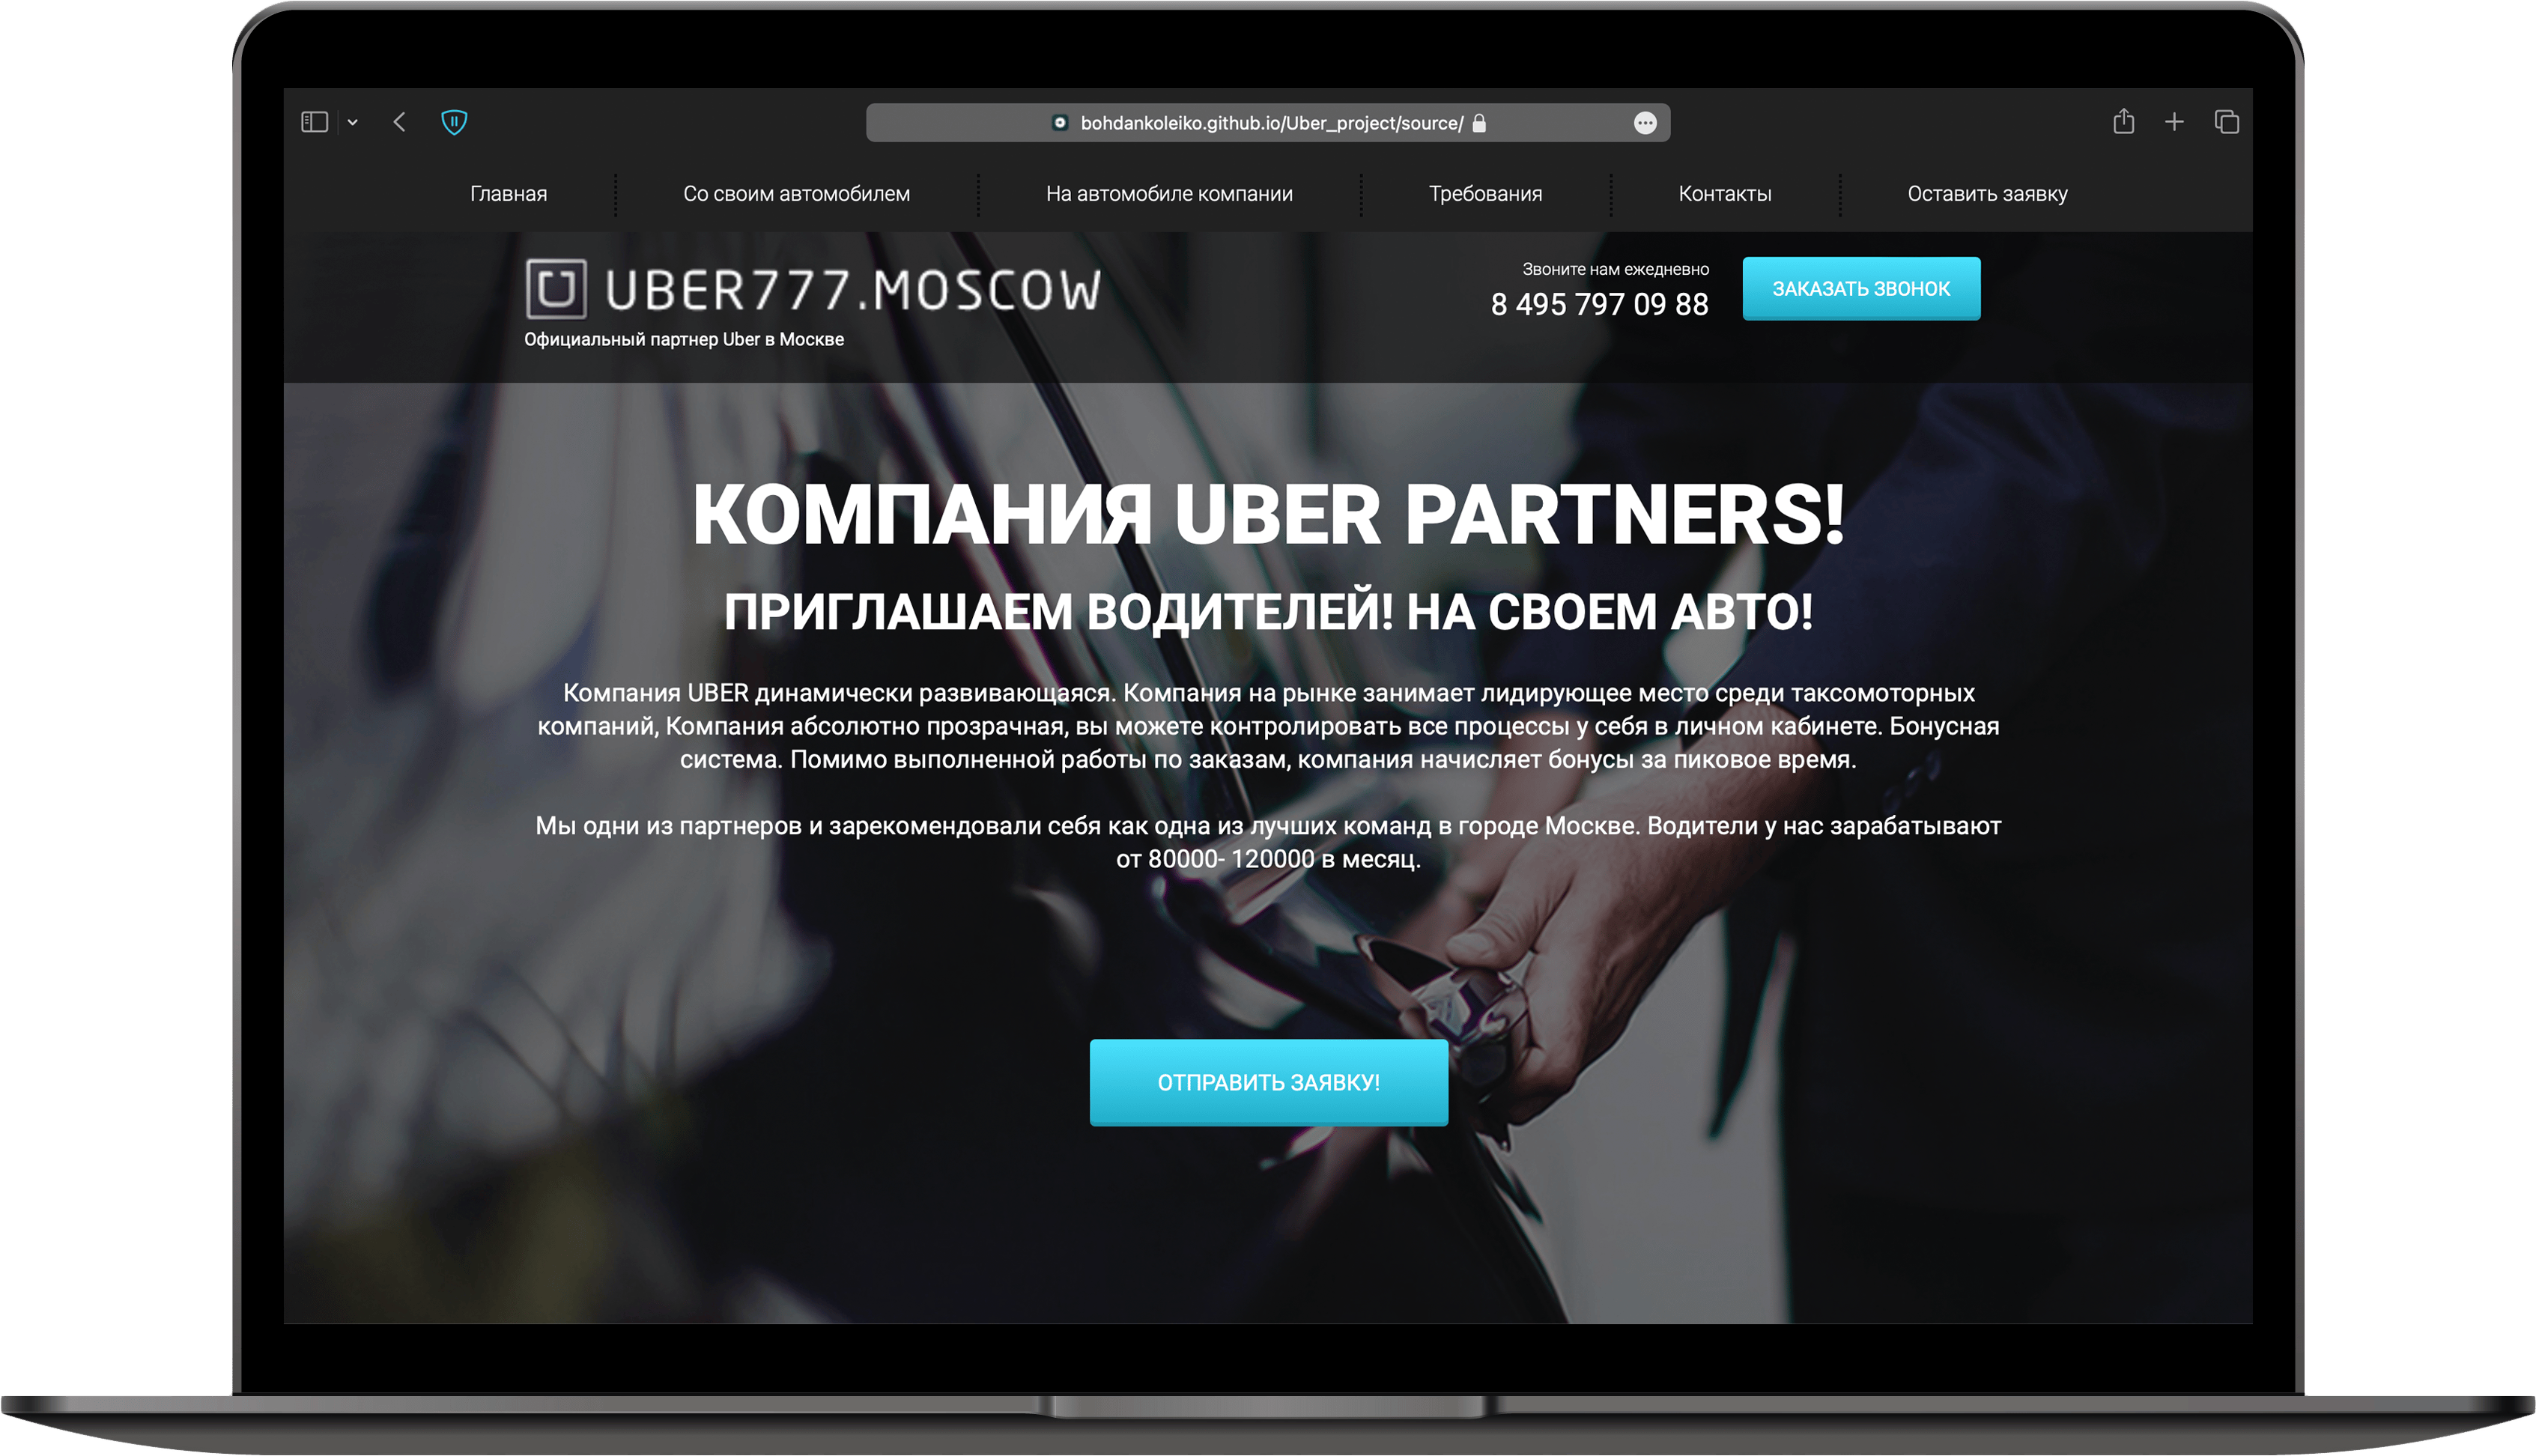 bohdankoleiko.github.io/Uber_project/source/
Главная
Со своим автомобилем
На автомобиле компании
Требования
Контакты
Оставить заявку
UBER777.MOSCOW
Официальный партнер Uber в Москве
Звоните нам ежедневно
8 495 797 09 88
ЗАКАЗАТЬ ЗВОНОК
КОМПАНИЯ UBER PARTNERS!
ПРИГЛАШАЕМ ВОДИТЕЛЕЙ! НА СВОЕМ АВТО!
Компания UBER динамически развивающаяся. Компания на рынке занимает лидирующее место среди таксомоторных
компаний, Компания абсолютно прозрачная, вы можете контролировать все процессы у себя в личном кабинете. Бонусная
система. Помимо выполненной работы по заказам, компания начисляет бонусы за пиковое время.
Мы одни из партнеров и зарекомендовали себя как одна из лучших команд в городе Москве. Водители у нас зарабатывают
от 80000- 120000 в месяц.
ОТПРАВИТЬ ЗАЯВКУ!